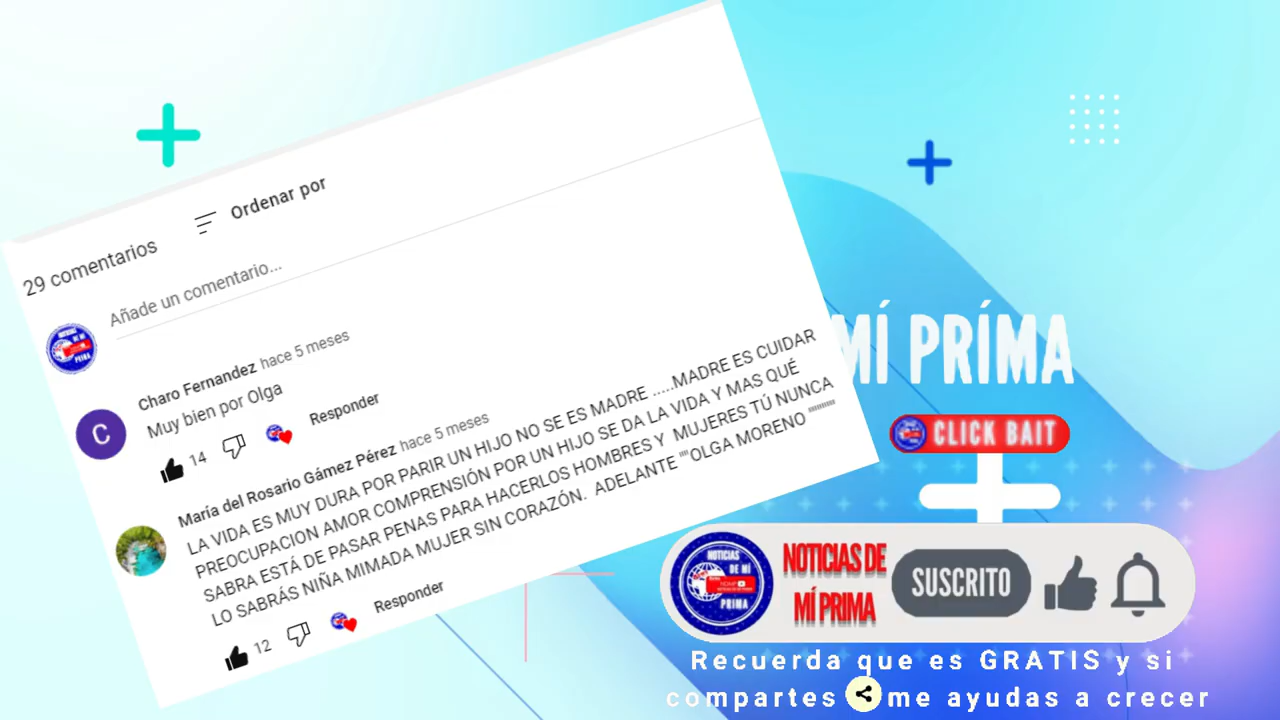 29 comentarios
Ordenar por
Añade un comentario...
Charo Fernandez hace 5 meses
Muy bien por Olga
14
Responder
María del Rosario Gámez Pérez hace 5 meses
LA VIDA ES MUY DURA POR PARIR UN HIJO NO SE ES MADRE .....MADRE ES CUIDAR
PREOCUPACION AMOR COMPRENSIÓN POR UN HIJO SE DA LA VIDA Y MAS QUÉ
SABRA ESTÁ DE PASAR PENAS PARA HACERLOS HOMBRES Y MUJERES TÚ NUNCA
LO SABRÁS NIÑA MIMADA MUJER SIN CORAZÓN. ADELANTE """OLGA MORENO """""""
12
Responder
MÍ PRÍMA
CLICK BAIT
NOTICIAS
DE MÍ
PRIMA
NOTICIAS DE
MÍ PRIMA
SUSCRITO
Recuerda que es GRATIS y si
compartes me ayudas a crecer